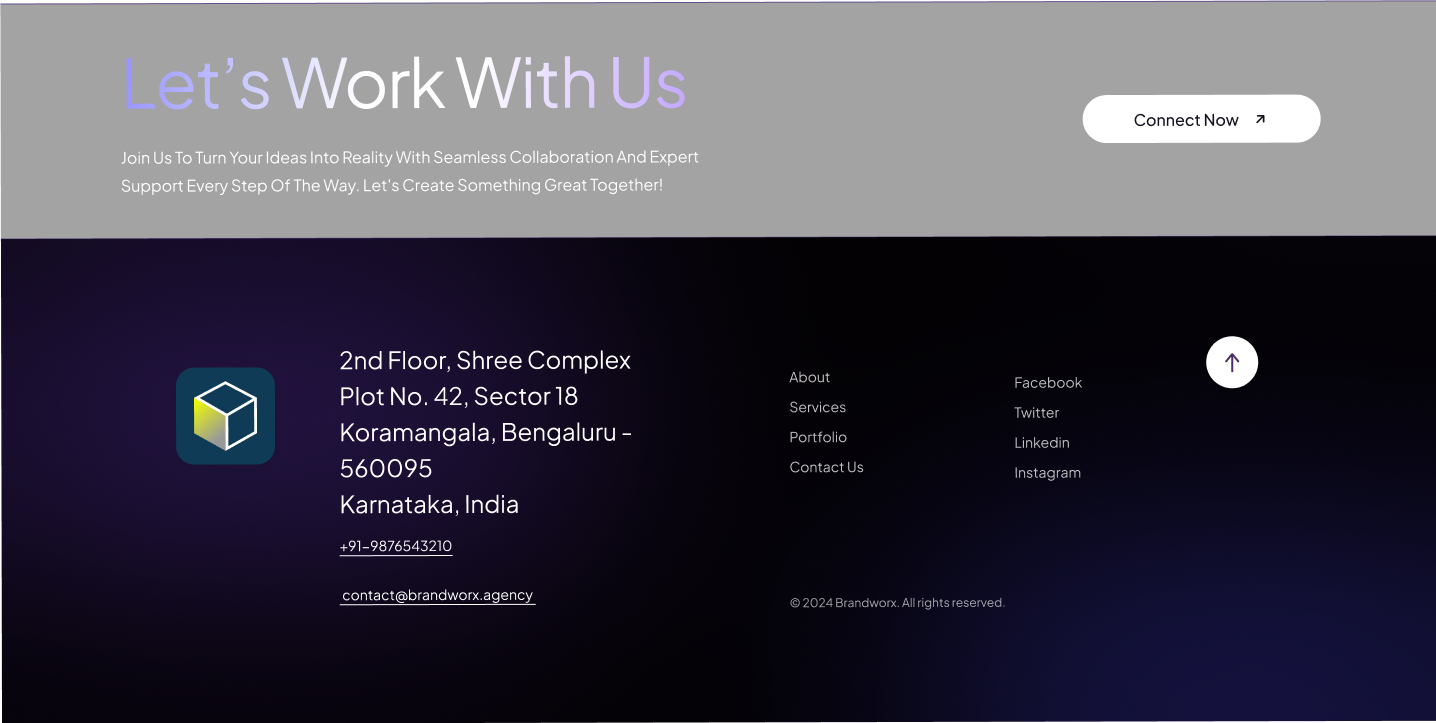 Let’s Work With Us
Join Us To Turn Your Ideas Into Reality With Seamless Collaboration And Expert
Support Every Step Of The Way. Let's Create Something Great Together!
Connect Now
2nd Floor, Shree Complex
Plot No. 42, Sector 18
Koramangala, Bengaluru -
560095
Karnataka, India
+91-9876543210
contact@brandworx.agency
About
Services
Portfolio
Contact Us
Facebook
Twitter
Linkedin
Instagram
© 2024 Brandworx. All rights reserved.